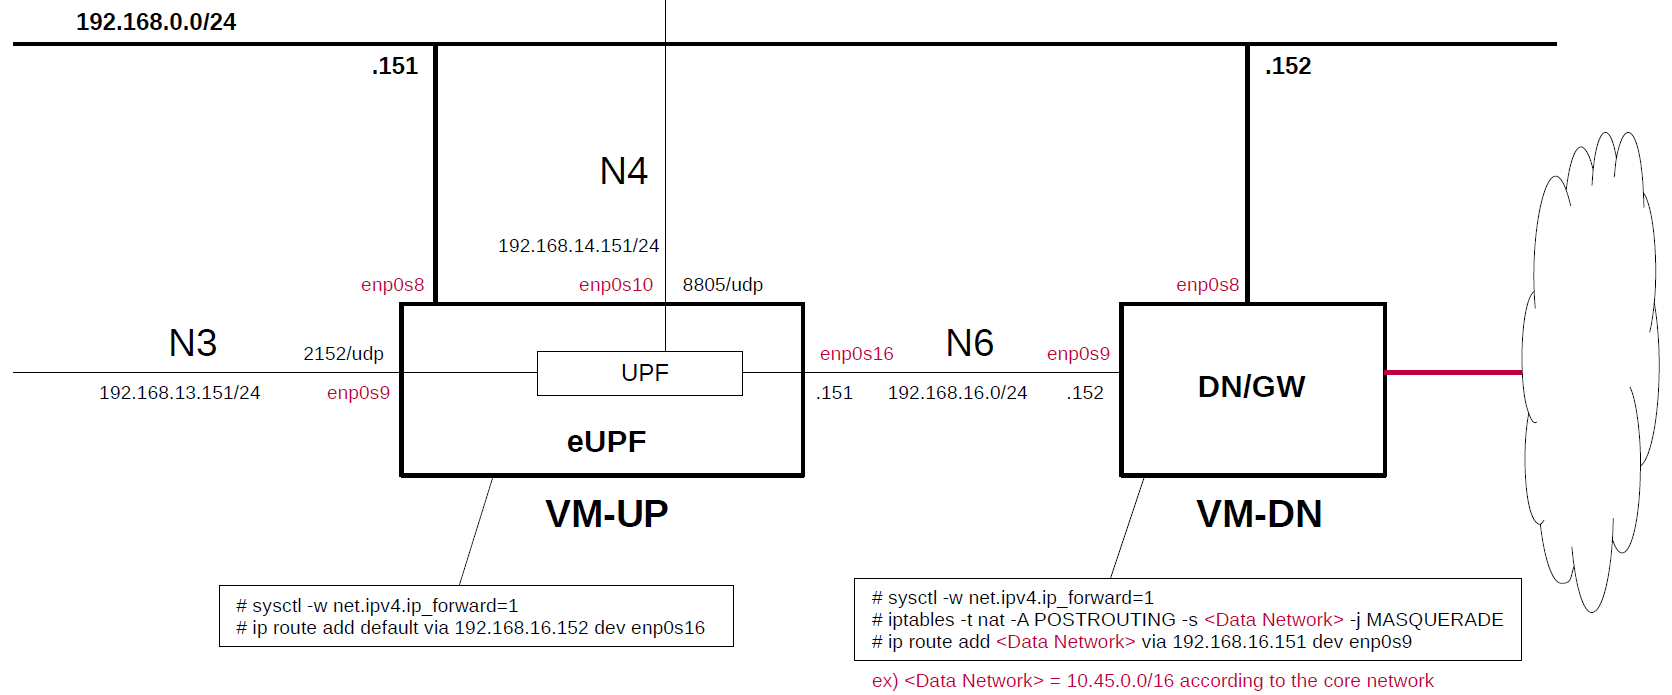 192.168.0.0/24
.151
.152
N4
192.168.14.151/24
enp0s8
enp0s10
8805/udp
enp0s8
N3
2152/udp
192.168.13.151/24
enp0s9
UPF
eUPF
enp0s16
N6
enp0s9
.151
192.168.16.0/24
.152
DN/GW
VM-UP
VM-DN
# sysctl -w net.ipv4.ip_forward=1
# ip route add default via 192.168.16.152 dev enp0s16
# sysctl -w net.ipv4.ip_forward=1
# iptables -t nat -A POSTROUTING -s <Data Network> -j MASQUERADE
# ip route add <Data Network> via 192.168.16.151 dev enp0s9
ex) <Data Network> = 10.45.0.0/16 according to the core network